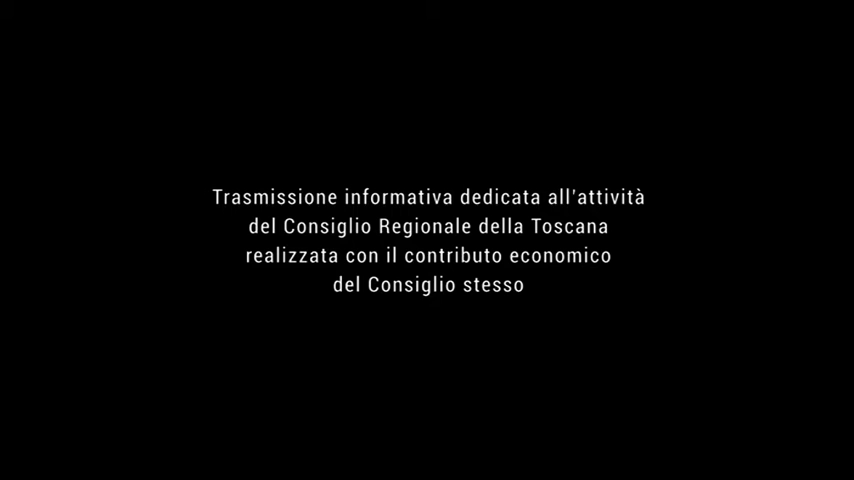 Trasmissione informativa dedicata all'attività
del Consiglio Regionale della Toscana
realizzata con il contributo economico
del Consiglio stesso